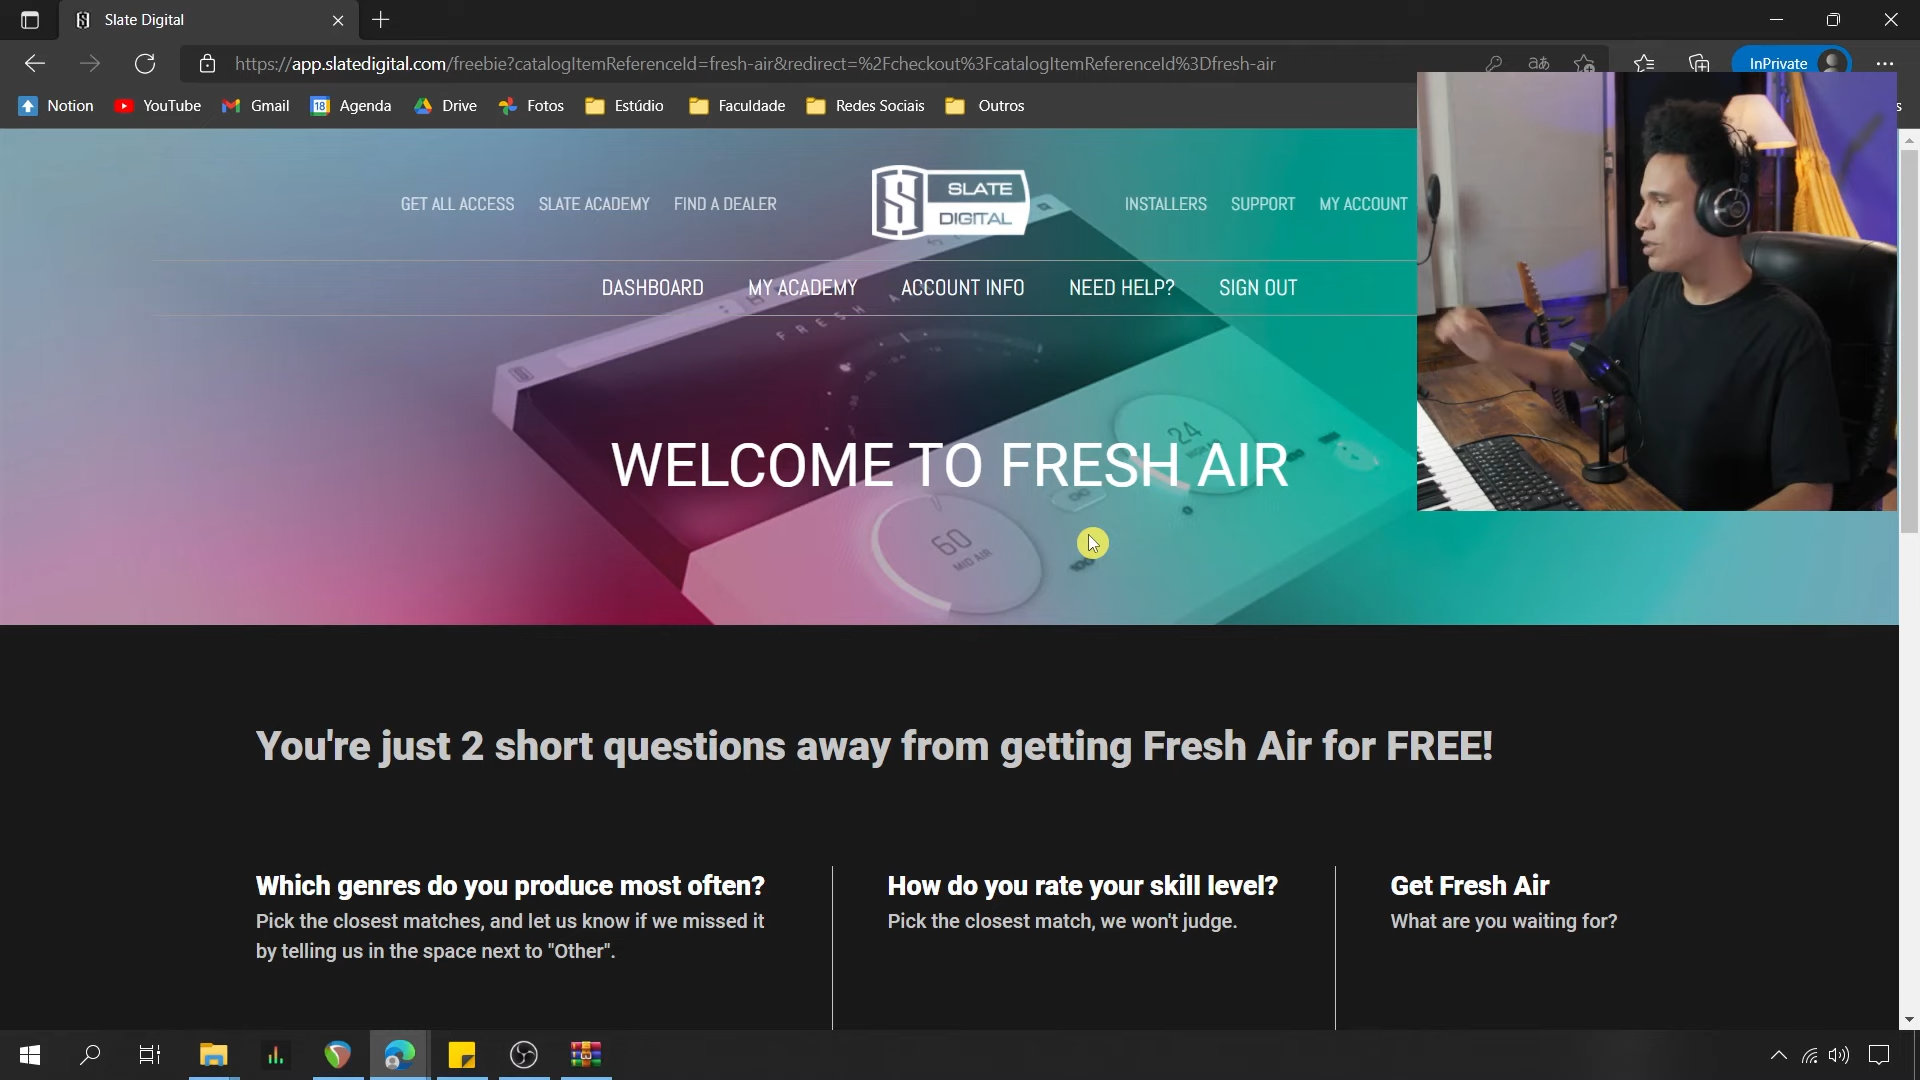 Slate Digital
https://app.slatedigital.com/freebie?catalogItemReferenceId=fresh-air&redirect=%2Fcheckout%3FcatalogItemReferenceId%3Dfresh-air
InPrivate
Notion YouTube Gmail 18 Agenda Drive Fotos Estúdio Faculdade Redes Sociais Outros
GET ALL ACCESS SLATE ACADEMY FIND A DEALER SLATE DIGITAL INSTALLERS SUPPORT MY ACCOUNT
DASHBOARD MY ACADEMY ACCOUNT INFO NEED HELP? SIGN OUT
FRESH
24
WELCOME TO FRESH AIR
60
MID AIR
You're just 2 short questions away from getting Fresh Air for FREE!
Which genres do you produce most often?
Pick the closest matches, and let us know if we missed it
by telling us in the space next to "Other".
How do you rate your skill level?
Pick the closest match, we won't judge.
Get Fresh Air
What are you waiting for?